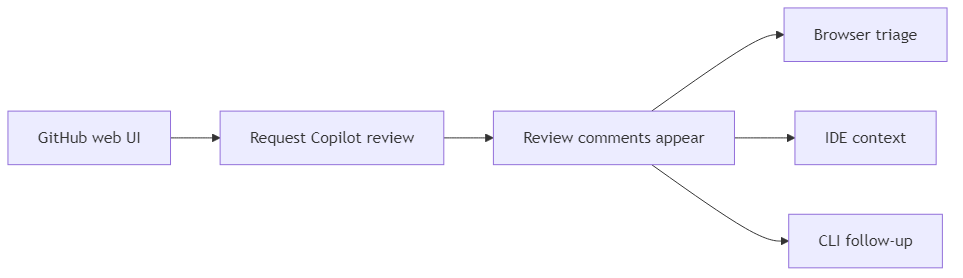 GitHub web UI
Request Copilot review
Review comments appear
Browser triage
IDE context
CLI follow-up